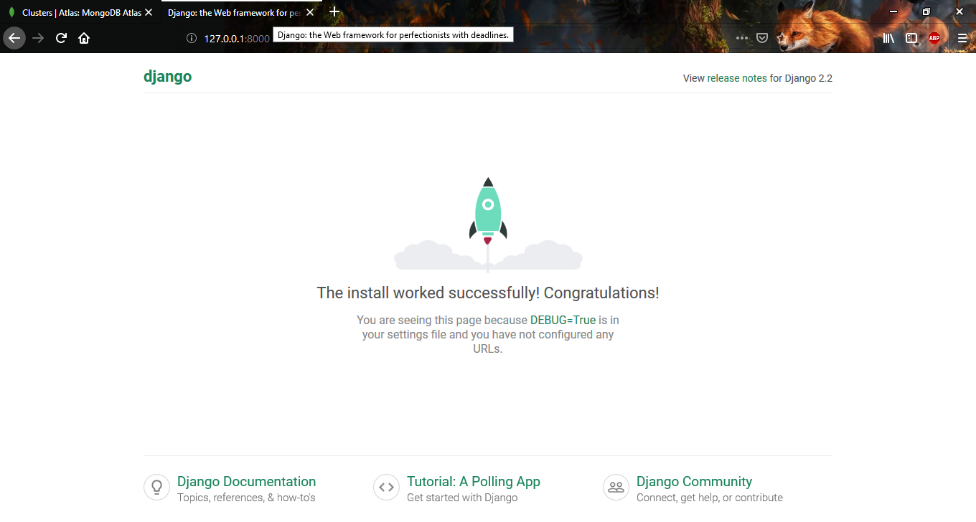 Clusters | Atlas: MongoDB Atlas
Django: the Web framework for pe
127.0.0.1:8000
Django: the Web framework for perfectionists with deadlines.
ABP
django
View release notes for Django 2.2
The install worked successfully! Congratulations!
You are seeing this page because DEBUG=True is in
your settings file and you have not configured any
URLs.
Django Documentation
Topics, references, & how-to's
Tutorial: A Polling App
Get started with Django
Django Community
Connect, get help, or contribute